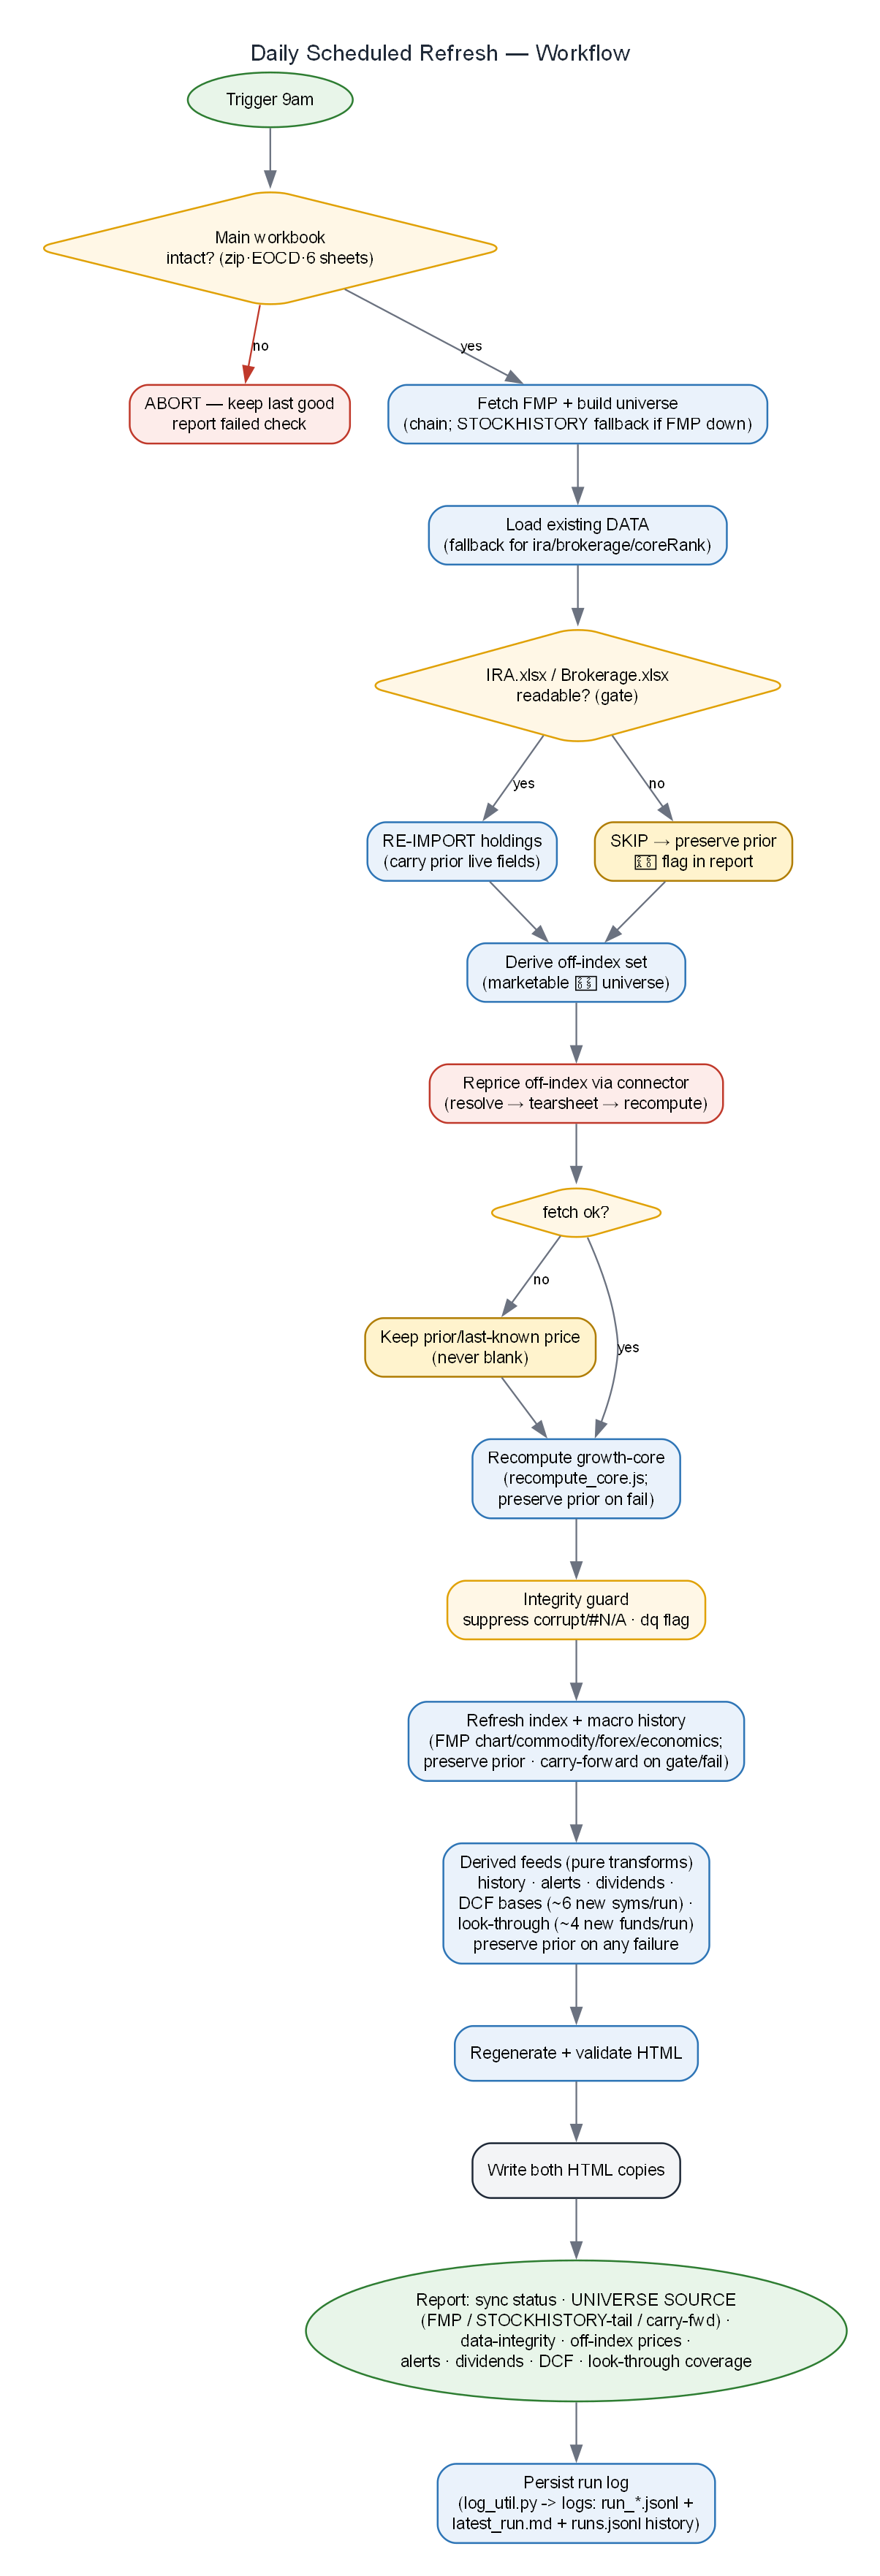 Daily Scheduled Refresh — Workflow
Trigger 9am
Main workbook
intact? (zip·EOCD·6 sheets)
no
yes
ABORT — keep last good
report failed check
Fetch FMP + build universe
(chain; STOCKHISTORY fallback if FMP down)
Load existing DATA
(fallback for ira/brokerage/coreRank)
IRA.xlsx / Brokerage.xlsx
readable? (gate)
yes
no
RE-IMPORT holdings
(carry prior live fields)
SKIP → preserve prior
flag in report
Derive off-index set
(marketable universe)
Reprice off-index via connector
(resolve → tearsheet → recompute)
fetch ok?
no
yes
Keep prior/last-known price
(never blank)
Recompute growth-core
(recompute_core.js;
preserve prior on fail)
Integrity guard
suppress corrupt/#N/A · dq flag
Refresh index + macro history
(FMP chart/commodity/forex/economics;
preserve prior · carry-forward on gate/fail)
Derived feeds (pure transforms)
history · alerts · dividends ·
DCF bases (~6 new syms/run) ·
look-through (~4 new funds/run)
preserve prior on any failure
Regenerate + validate HTML
Write both HTML copies
Report: sync status · UNIVERSE SOURCE
(FMP / STOCKHISTORY-tail / carry-fwd) ·
data-integrity · off-index prices ·
alerts · dividends · DCF · look-through coverage
Persist run log
(log_util.py -> logs: run_*.jsonl +
latest_run.md + runs.jsonl history)